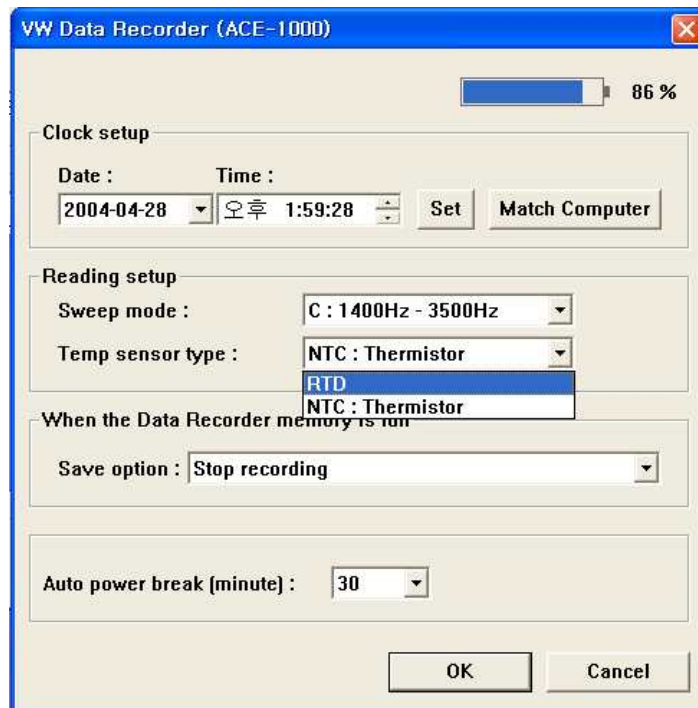 VW Data Recorder (ACE-1000)
86 %
Clock setup
Date : Time :
2004-04-28 오후 1:59:28 Set Match Computer
Reading setup
Sweep mode : C : 1400Hz - 3500Hz
Temp sensor type : NTC : Thermistor
RTD
NTC : Thermistor
When the Data Recorder memory is full
Save option : Stop recording
Auto power break (minute) : 30
OK Cancel